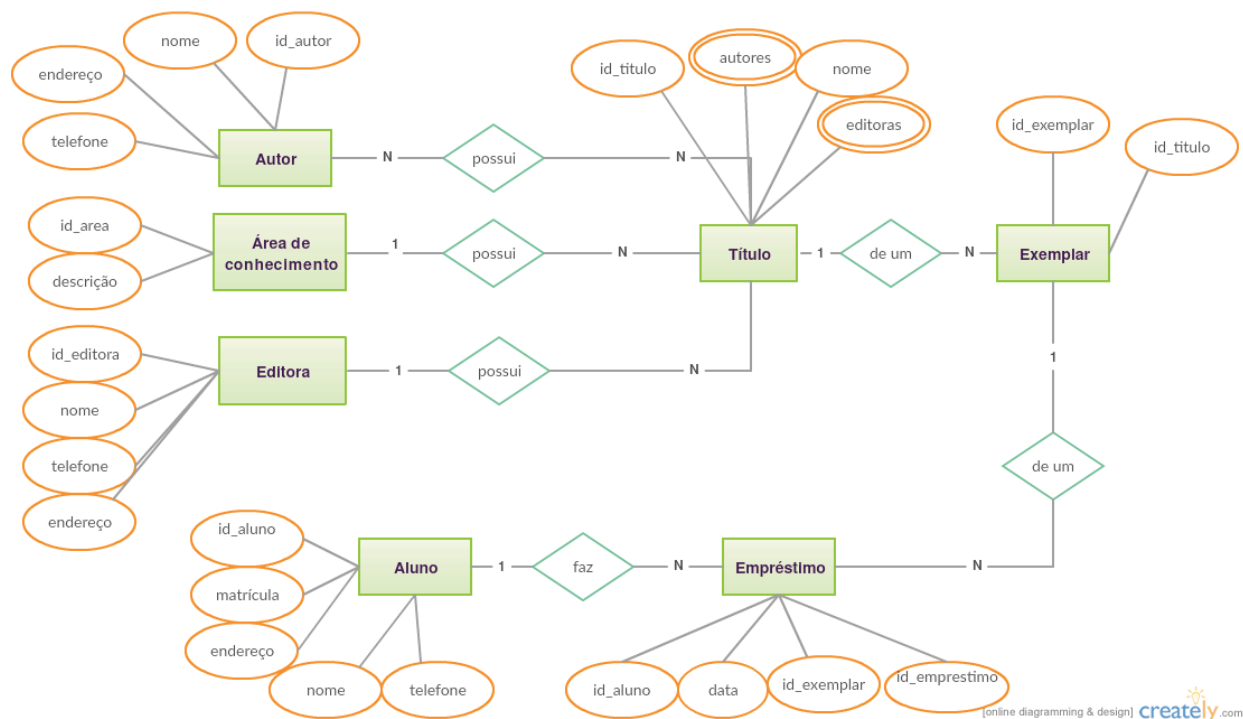 nome
id_autor
endereço
telefone
Autor
N
possui
N
id_titulo
autores
nome
editoras
id_exemplar
id_titulo
id_area
descrição
Área de
conhecimento
1
possui
N
Título
1
de um
N
Exemplar
id_editora
nome
telefone
endereço
Editora
1
possui
N
1
de um
N
id_aluno
matrícula
endereço
nome
telefone
Aluno
1
faz
N
Empréstimo
id_aluno
data
id_exemplar
id_emprestimo
[online diagramming & design] creately.com